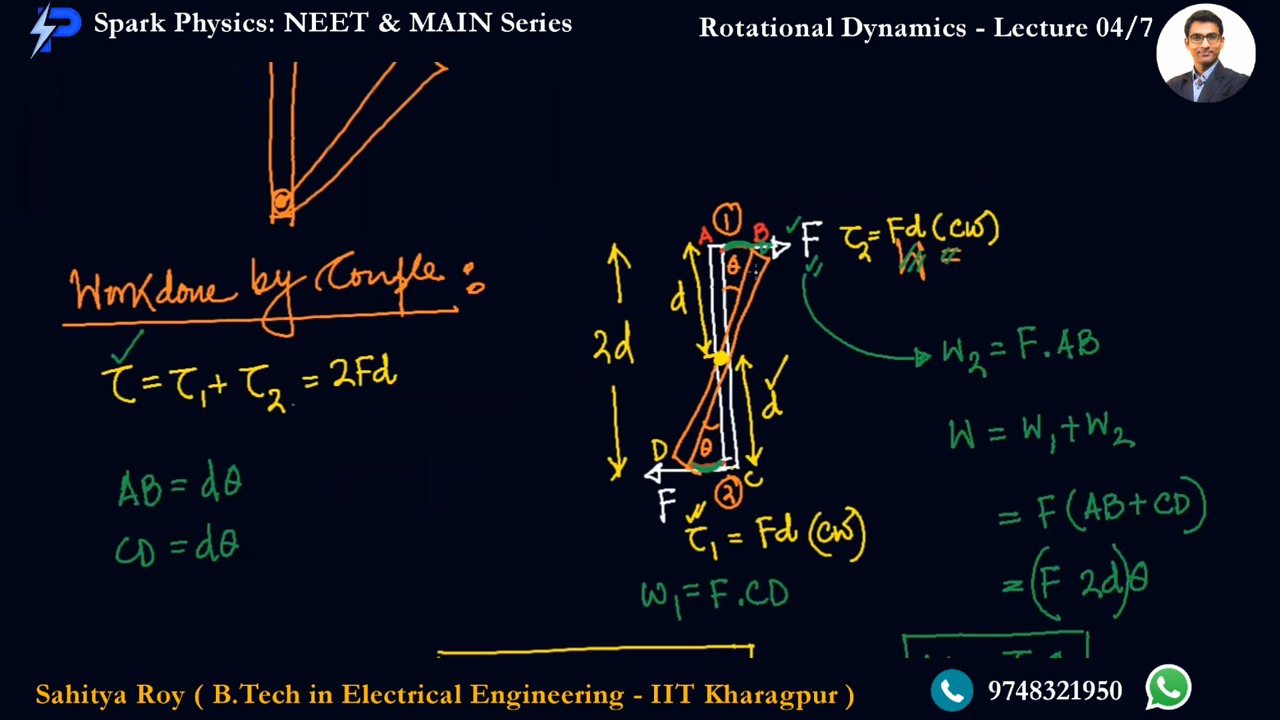 Spark Physics: NEET & MAIN Series
Rotational Dynamics - Lecture 04/7
Workdone by Couple :
τ = τ₁ + τ₂ = 2Fd
AB = dθ
CD = dθ
2d
①
A
B
F
τ₂ = Fd (CW)
θ
d
d
θ
D
C
F
②
τ₁ = Fd (CW)
W₁ = F.CD
W₂ = F.AB
W = W₁ + W₂
= F(AB + CD)
= (F 2d)θ
Sahitya Roy ( B.Tech in Electrical Engineering - IIT Kharagpur )
9748321950